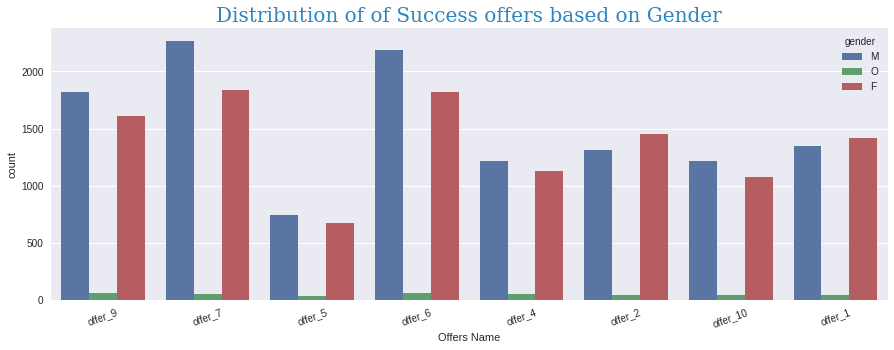 Distribution of of Success offers based on Gender
gender
M
O
F
2000
1500
1000
500
0
count
offer_9 offer_7 offer_5 offer_6 offer_4 offer_2 offer_10 offer_1
Offers Name